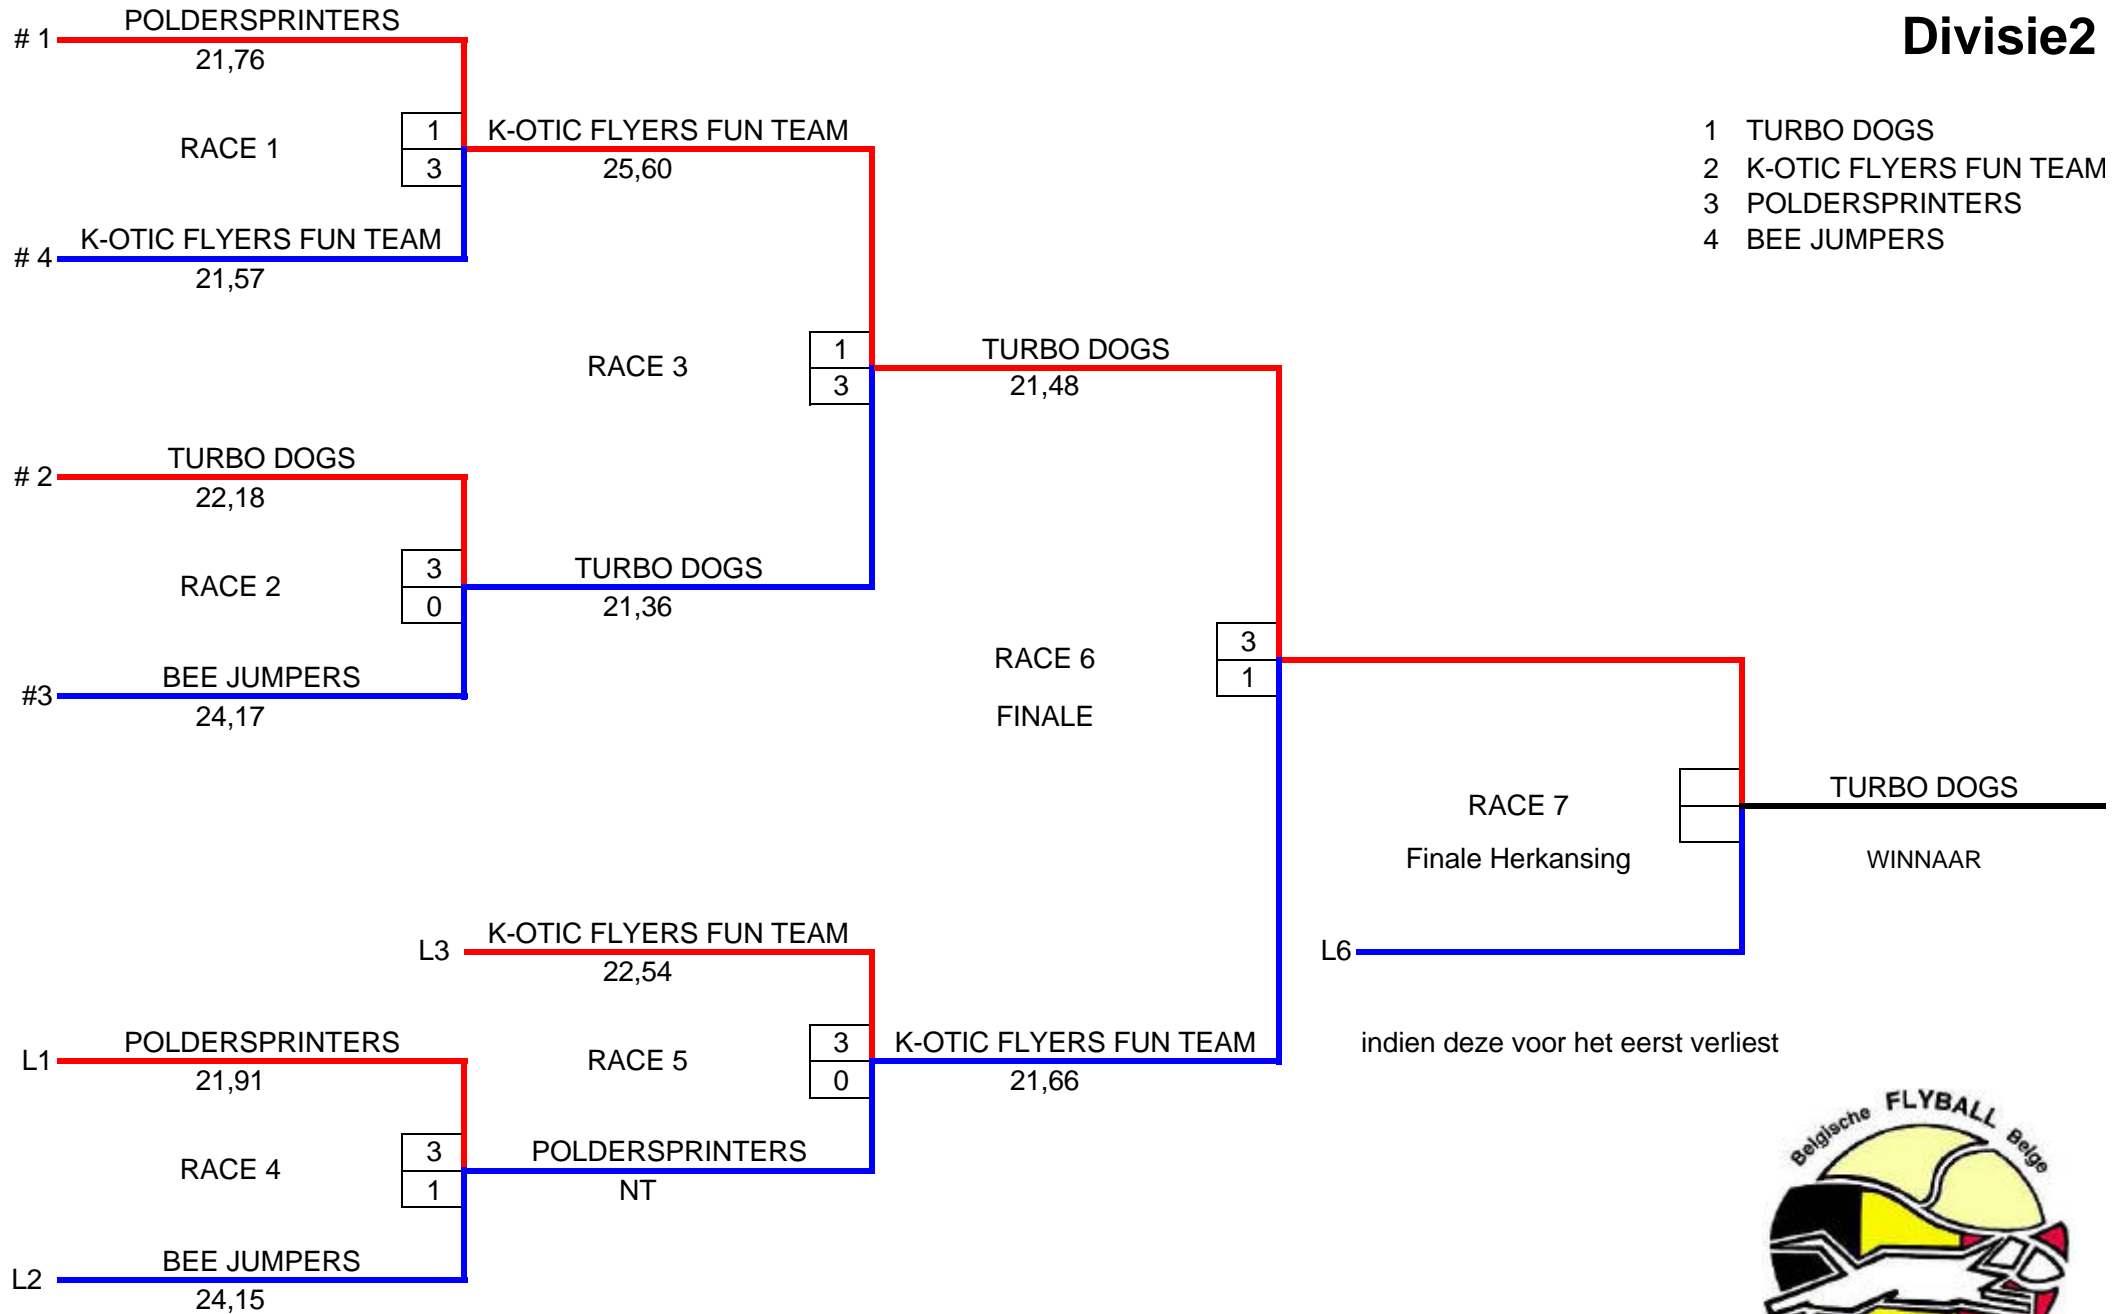 Divisie2
# 1
POLDERSPRINTERS
21,76
RACE 1
1
3
# 4
K-OTIC FLYERS FUN TEAM
21,57
K-OTIC FLYERS FUN TEAM
25,60
1 TURBO DOGS
2 K-OTIC FLYERS FUN TEAM
3 POLDERSPRINTERS
4 BEE JUMPERS
RACE 3
1
3
TURBO DOGS
21,48
# 2
TURBO DOGS
22,18
RACE 2
3
0
TURBO DOGS
21,36
#3
BEE JUMPERS
24,17
RACE 6
3
1
FINALE
RACE 7
Finale Herkansing
TURBO DOGS
WINNAAR
L3
K-OTIC FLYERS FUN TEAM
22,54
L6
L1
POLDERSPRINTERS
21,91
RACE 5
3
0
K-OTIC FLYERS FUN TEAM
21,66
indien deze voor het eerst verliest
RACE 4
3
1
POLDERSPRINTERS
NT
L2
BEE JUMPERS
24,15
Belgische FLYBALL Belge